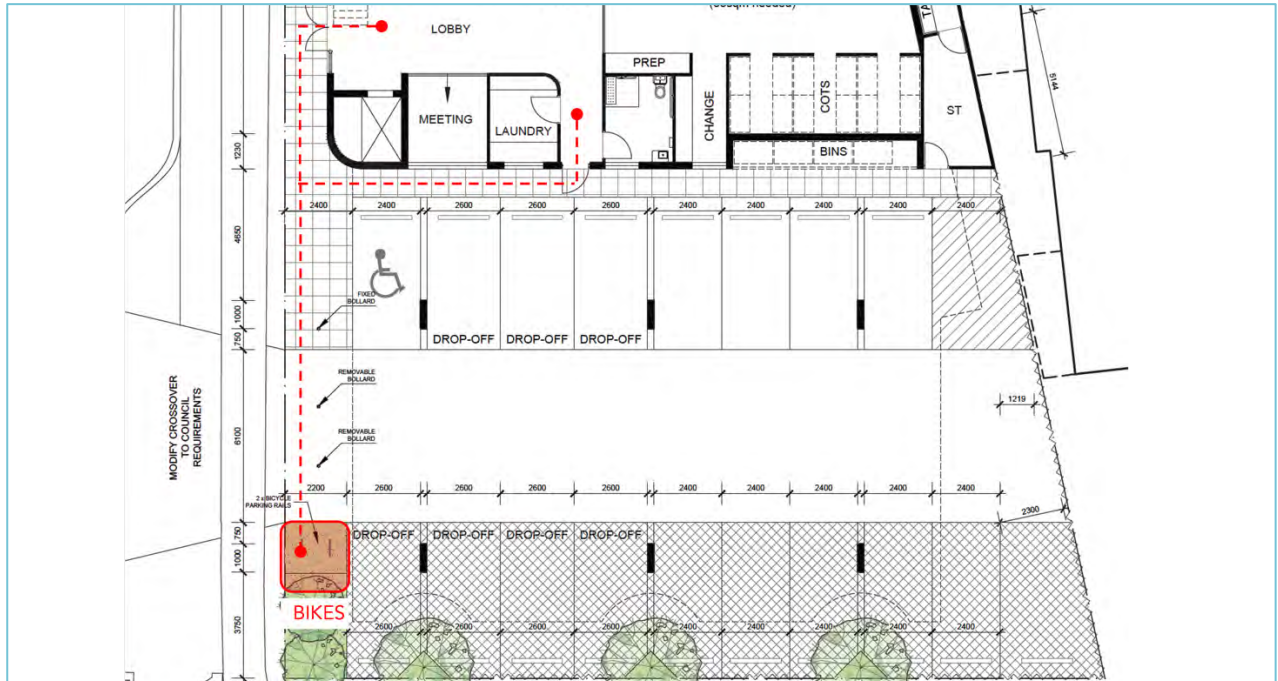 LOBBY
PREP
MEETING
LAUNDRY
CHANGE
COTS
BINS
ST
5144
1230
2400
2400
2600
2600
2600
2400
2400
2400
2400
2400
4650
1000
750
FIXED
BOLLARD
DROP-OFF
DROP-OFF
DROP-OFF
REMOVABLE
BOLLARD
REMOVABLE
BOLLARD
MODIFY CROSSOVER
TO COUNCIL
REQUIREMENTS
6100
1219
2200
2600
2600
2600
2600
2400
2400
2400
2400
2400
2 x BICYCLE
PARKING RAILS
2300
750
1000
3750
DROP-OFF
DROP-OFF
DROP-OFF
DROP-OFF
BIKES
2600
2600
2600
2600
2400
2400
2400
2400
2400